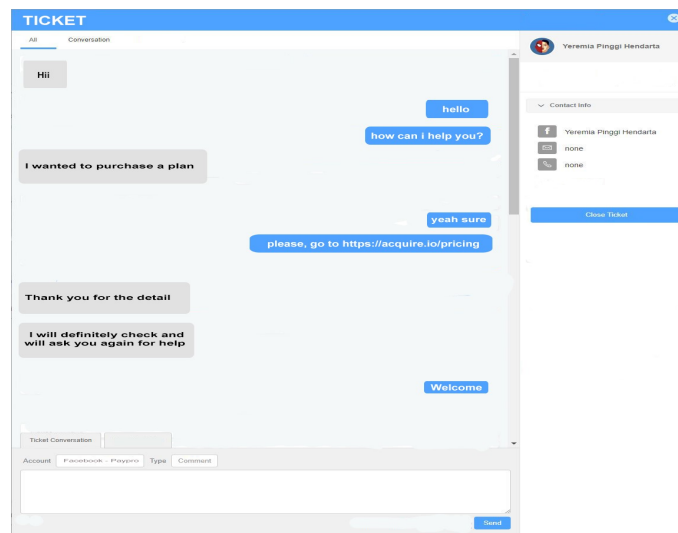 TICKET
All
Conversation
Hii
hello
how can i help you?
I wanted to purchase a plan
yeah sure
please, go to https://acquire.io/pricing
Thank you for the detail
I will definitely check and
will ask you again for help
Welcome
Ticket Conversation
Account
Facebook - Paypro
Type
Comment
Send
Yeremia Pinggi Hendarta
Contact Info
Yeremia Pinggi Hendarta
none
none
Close Ticket